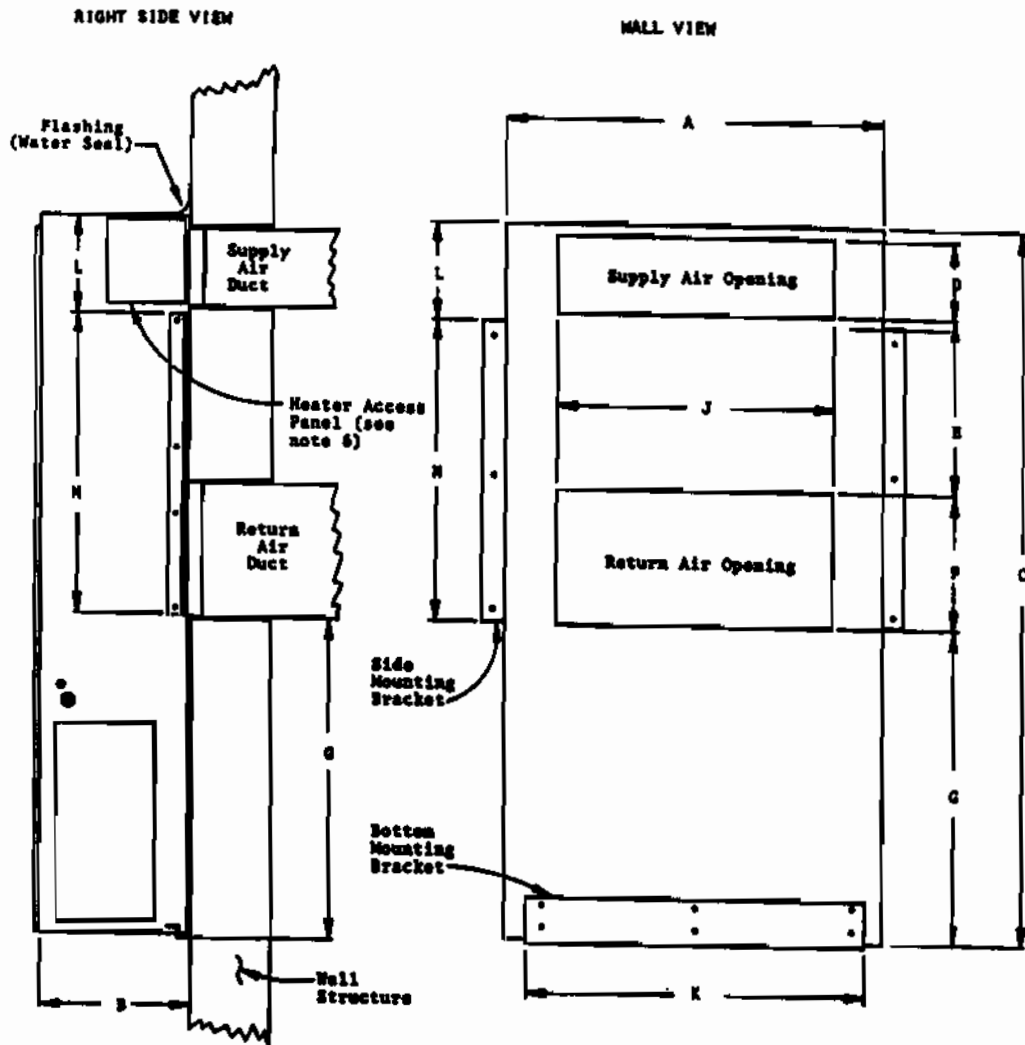 RIGHT SIDE VIEW
WALL VIEW
Flashing
(Water Seal)
A
L
Supply
Air
Duct
L
Supply Air Opening
D
Heater Access
Panel (see
note 6)
J
E
M
M
Return
Air
Duct
Return Air Opening
F
C
Side
Mounting
Bracket
G
G
Bottom
Mounting
Bracket
Wall
Structure
B
K